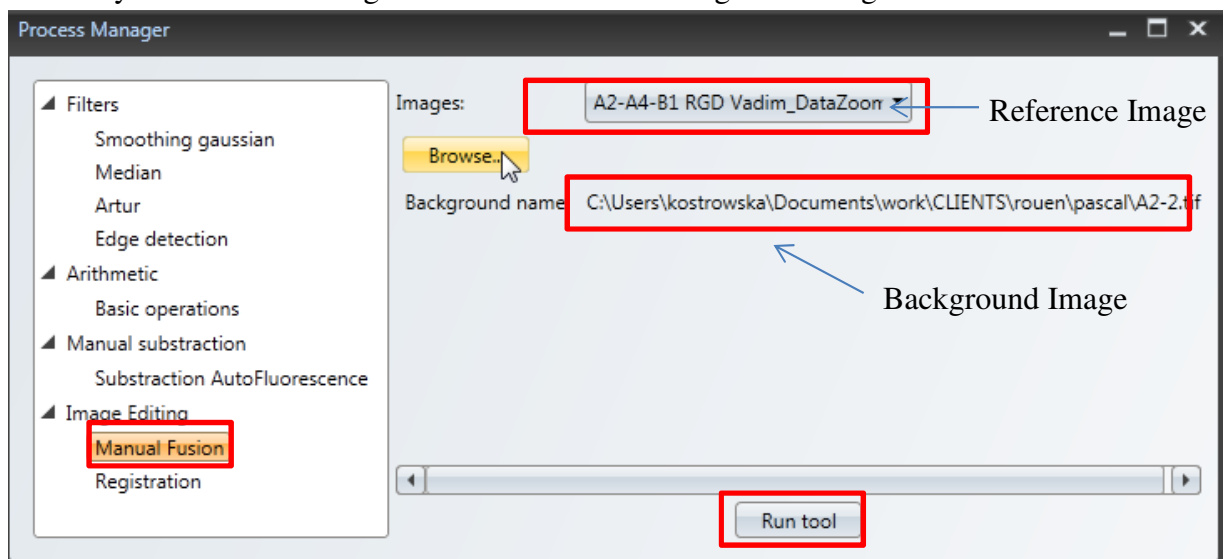 Process Manager
Filters
Smoothing gaussian
Median
Artur
Edge detection
Arithmetic
Basic operations
Manual substraction
Substraction AutoFluorescence
Image Editing
Manual Fusion
Registration
Images:
A2-A4-B1 RGD Vadim_DataZoom
Reference Image
Browse...
Background name
C:\Users\kostrowska\Documents\work\CLIENTS\rouen\pascal\A2-2.tif
Background Image
Run tool